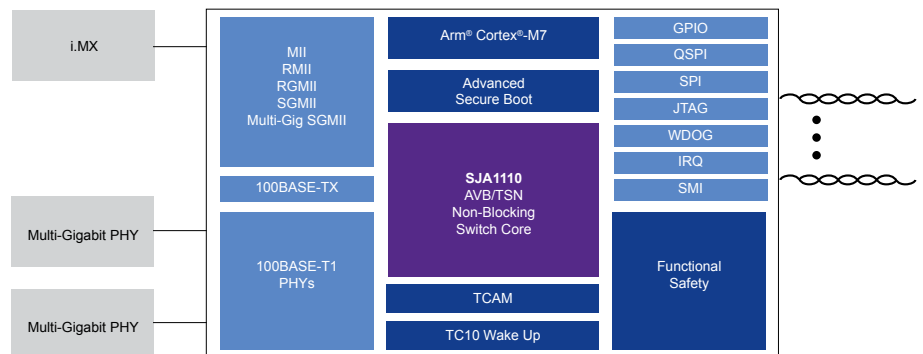 i.MX
Multi-Gigabit PHY
Multi-Gigabit PHY
MII
RMII
RGMII
SGMII
Multi-Gig SGMII
100BASE-TX
100BASE-T1
PHYs
Arm® Cortex®-M7
Advanced
Secure Boot
SJA1110
AVB/TSN
Non-Blocking
Switch Core
TCAM
TC10 Wake Up
GPIO
QSPI
SPI
JTAG
WDOG
IRQ
SMI
Functional
Safety